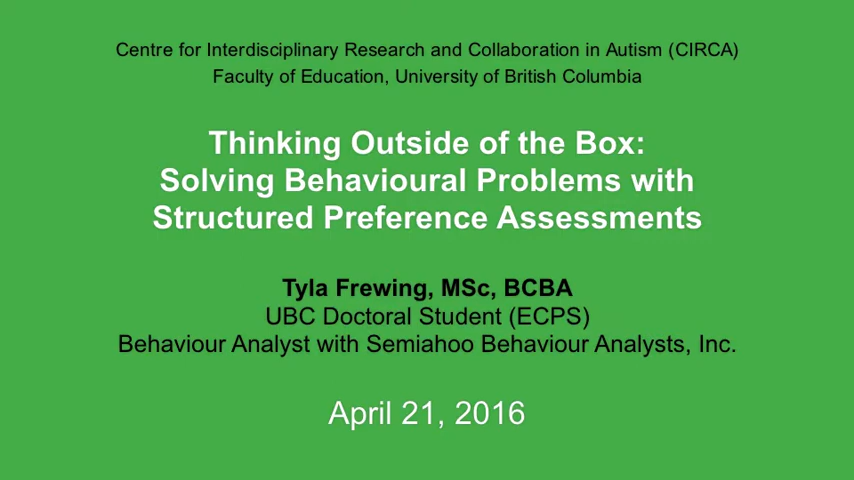 Centre for Interdisciplinary Research and Collaboration in Autism (CIRCA)
Faculty of Education, University of British Columbia
Thinking Outside of the Box:
Solving Behavioural Problems with
Structured Preference Assessments
Tyla Frewing, MSc, BCBA
UBC Doctoral Student (ECPS)
Behaviour Analyst with Semiahoo Behaviour Analysts, Inc.
April 21, 2016